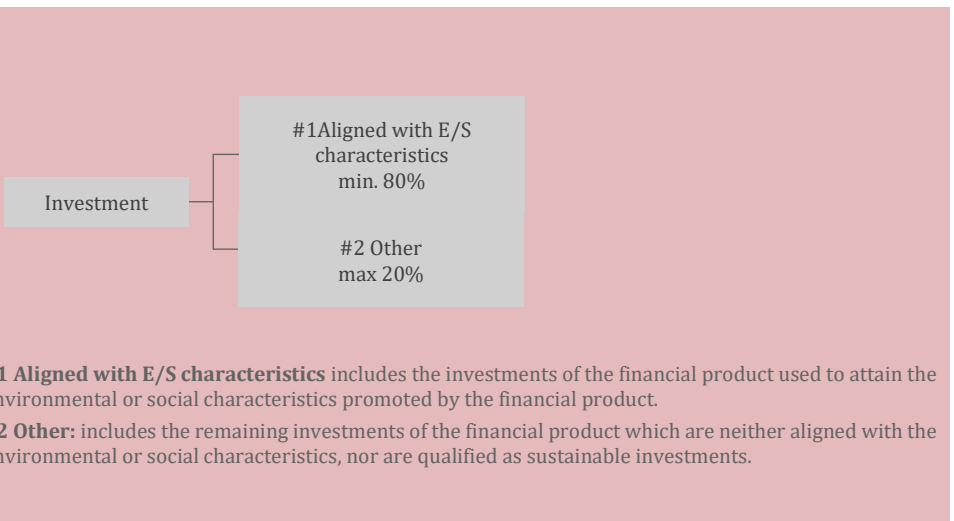 #1Aligned with E/S
characteristics
min. 80%
Investment
#2 Other
max 20%
1 Aligned with E/S characteristics includes the investments of the financial product used to attain the
nvironmental or social characteristics promoted by the financial product.
2 Other: includes the remaining investments of the financial product which are neither aligned with the
nvironmental or social characteristics, nor are qualified as sustainable investments.